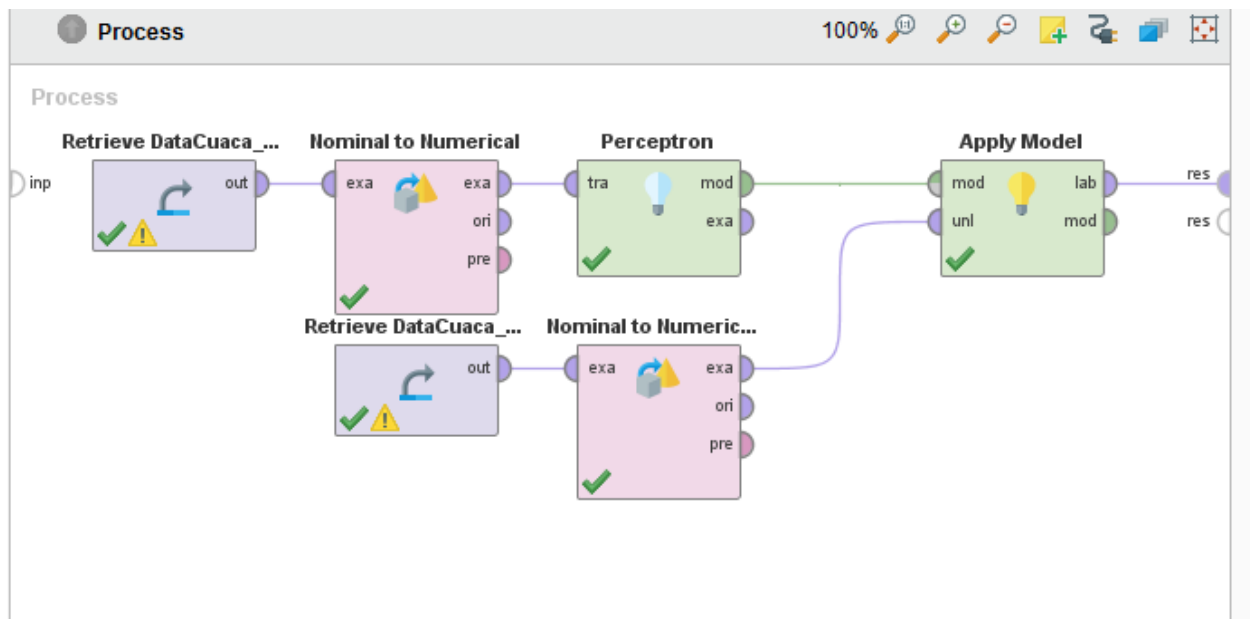 Process
100%
Process
Retrieve DataCuaca_...
Nominal to Numerical
Perceptron
Apply Model
inp
out
exa
exa
ori
pre
tra
mod
exa
mod
unl
lab
mod
res
res
Retrieve DataCuaca_...
Nominal to Numeric...
out
exa
exa
ori
pre